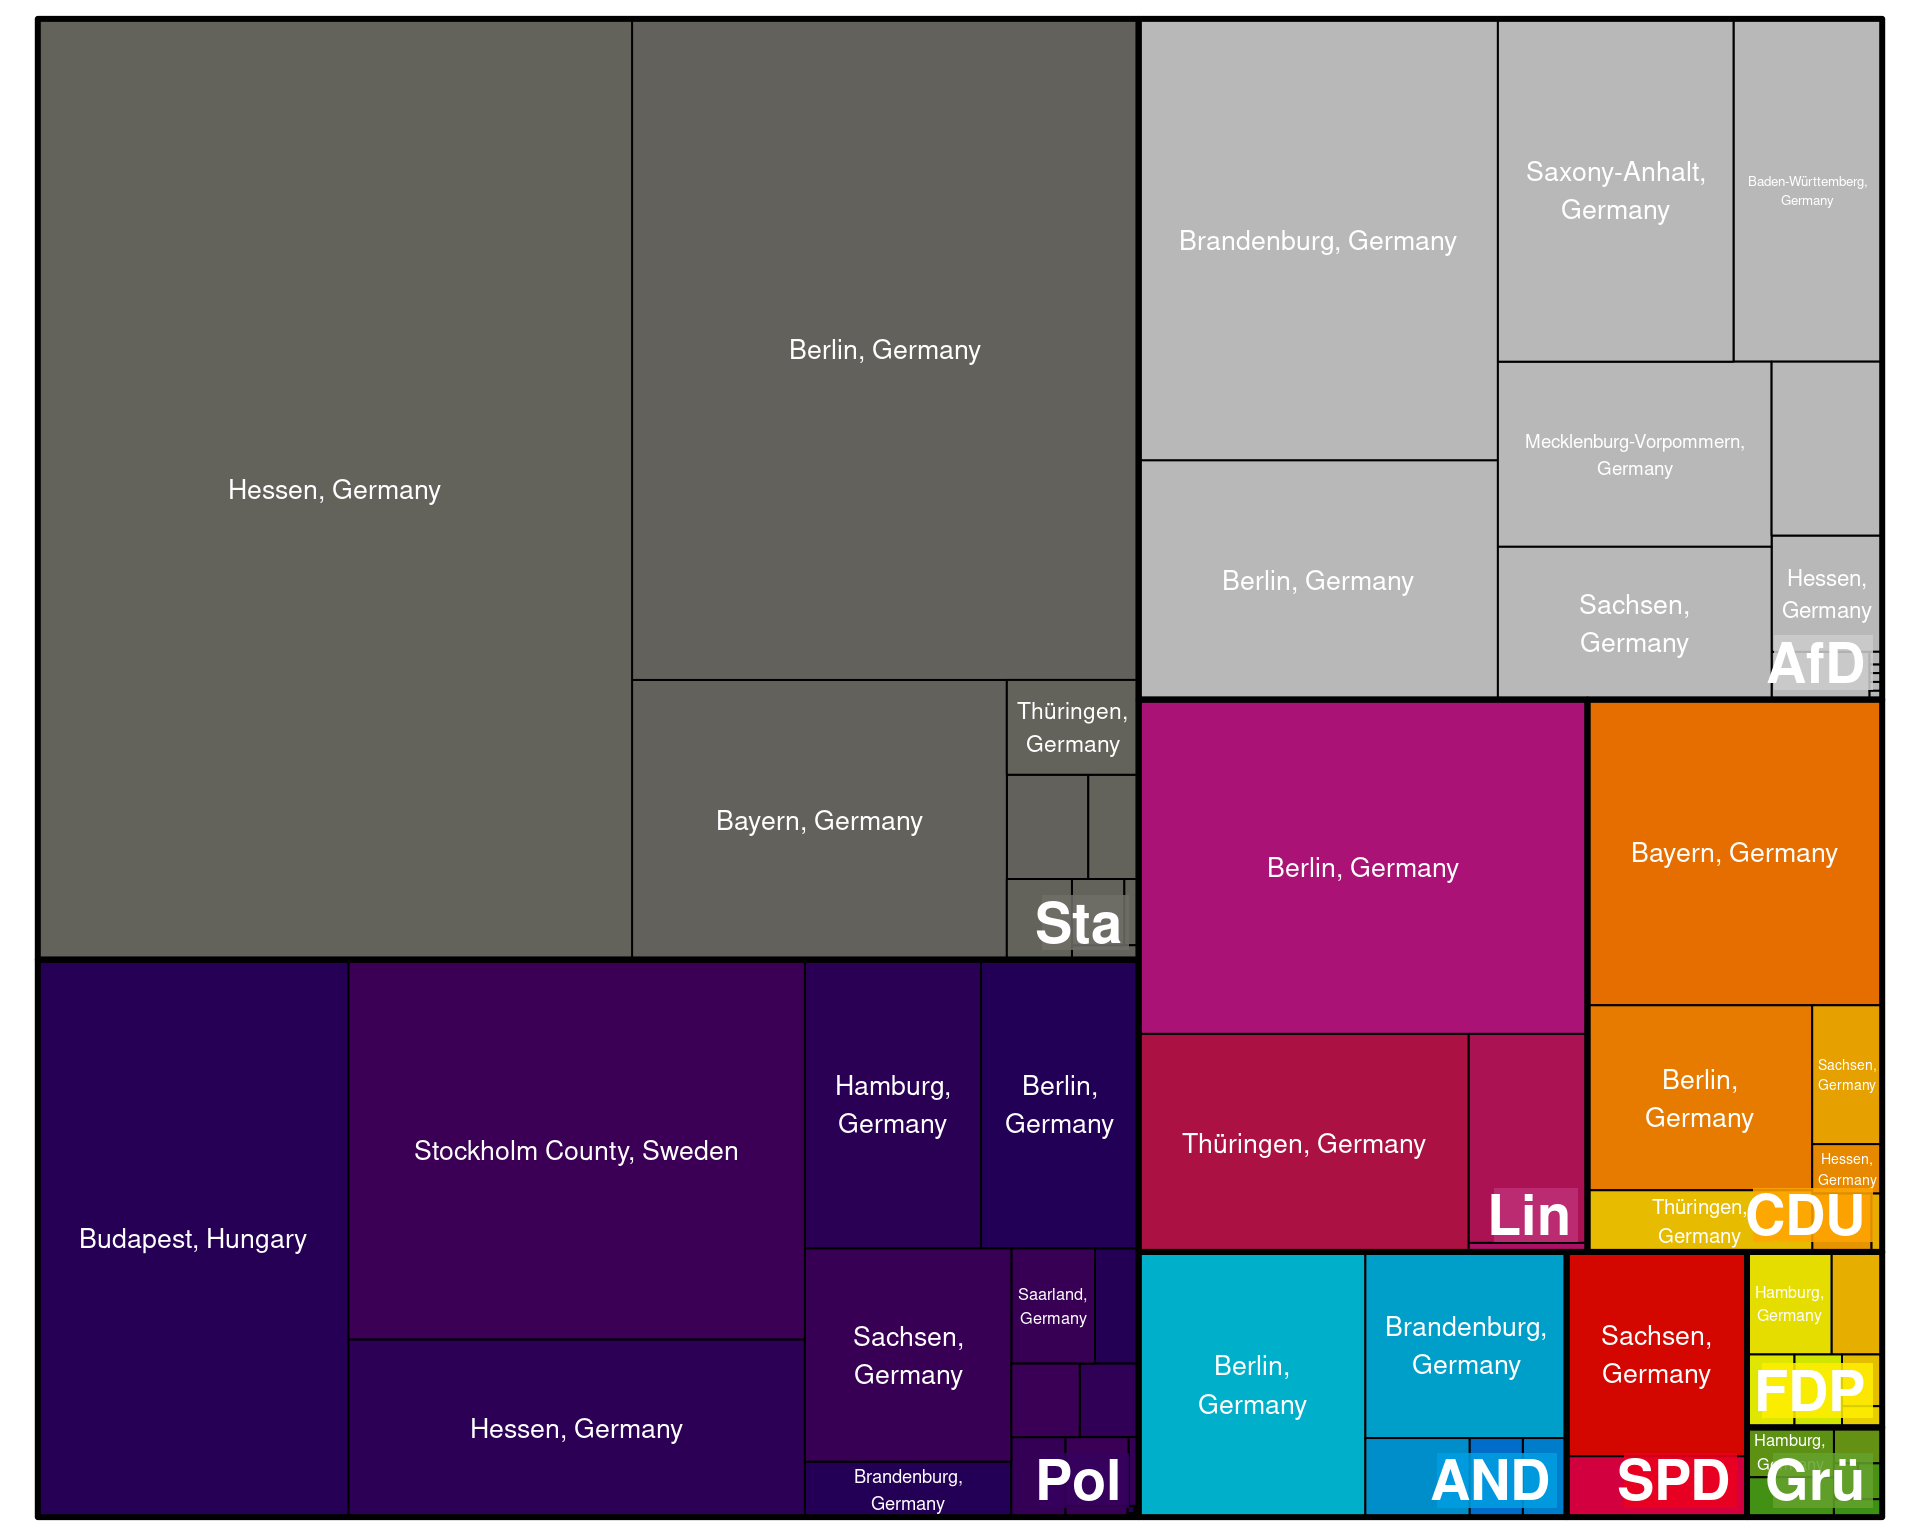 Hessen, Germany
Berlin, Germany
Bayern, Germany
Thüringen,
Germany
Sta
Brandenburg, Germany
Saxony-Anhalt,
Germany
Baden-Württemberg,
Germany
Berlin, Germany
Mecklenburg-Vorpommern,
Germany
Sachsen,
Germany
Hessen,
Germany
AfD
Budapest, Hungary
Stockholm County, Sweden
Hessen, Germany
Hamburg,
Germany
Berlin,
Germany
Sachsen,
Germany
Saarland,
Germany
Brandenburg,
Germany
Pol
Berlin, Germany
Thüringen, Germany
Lin
Bayern, Germany
Berlin,
Germany
Sachsen,
Germany
Hessen,
Germany
Thüringen,
Germany
CDU
Berlin,
Germany
Brandenburg,
Germany
AND
Sachsen,
Germany
SPD
Hamburg,
Germany
FDP
Hamburg,
Germany
Grü